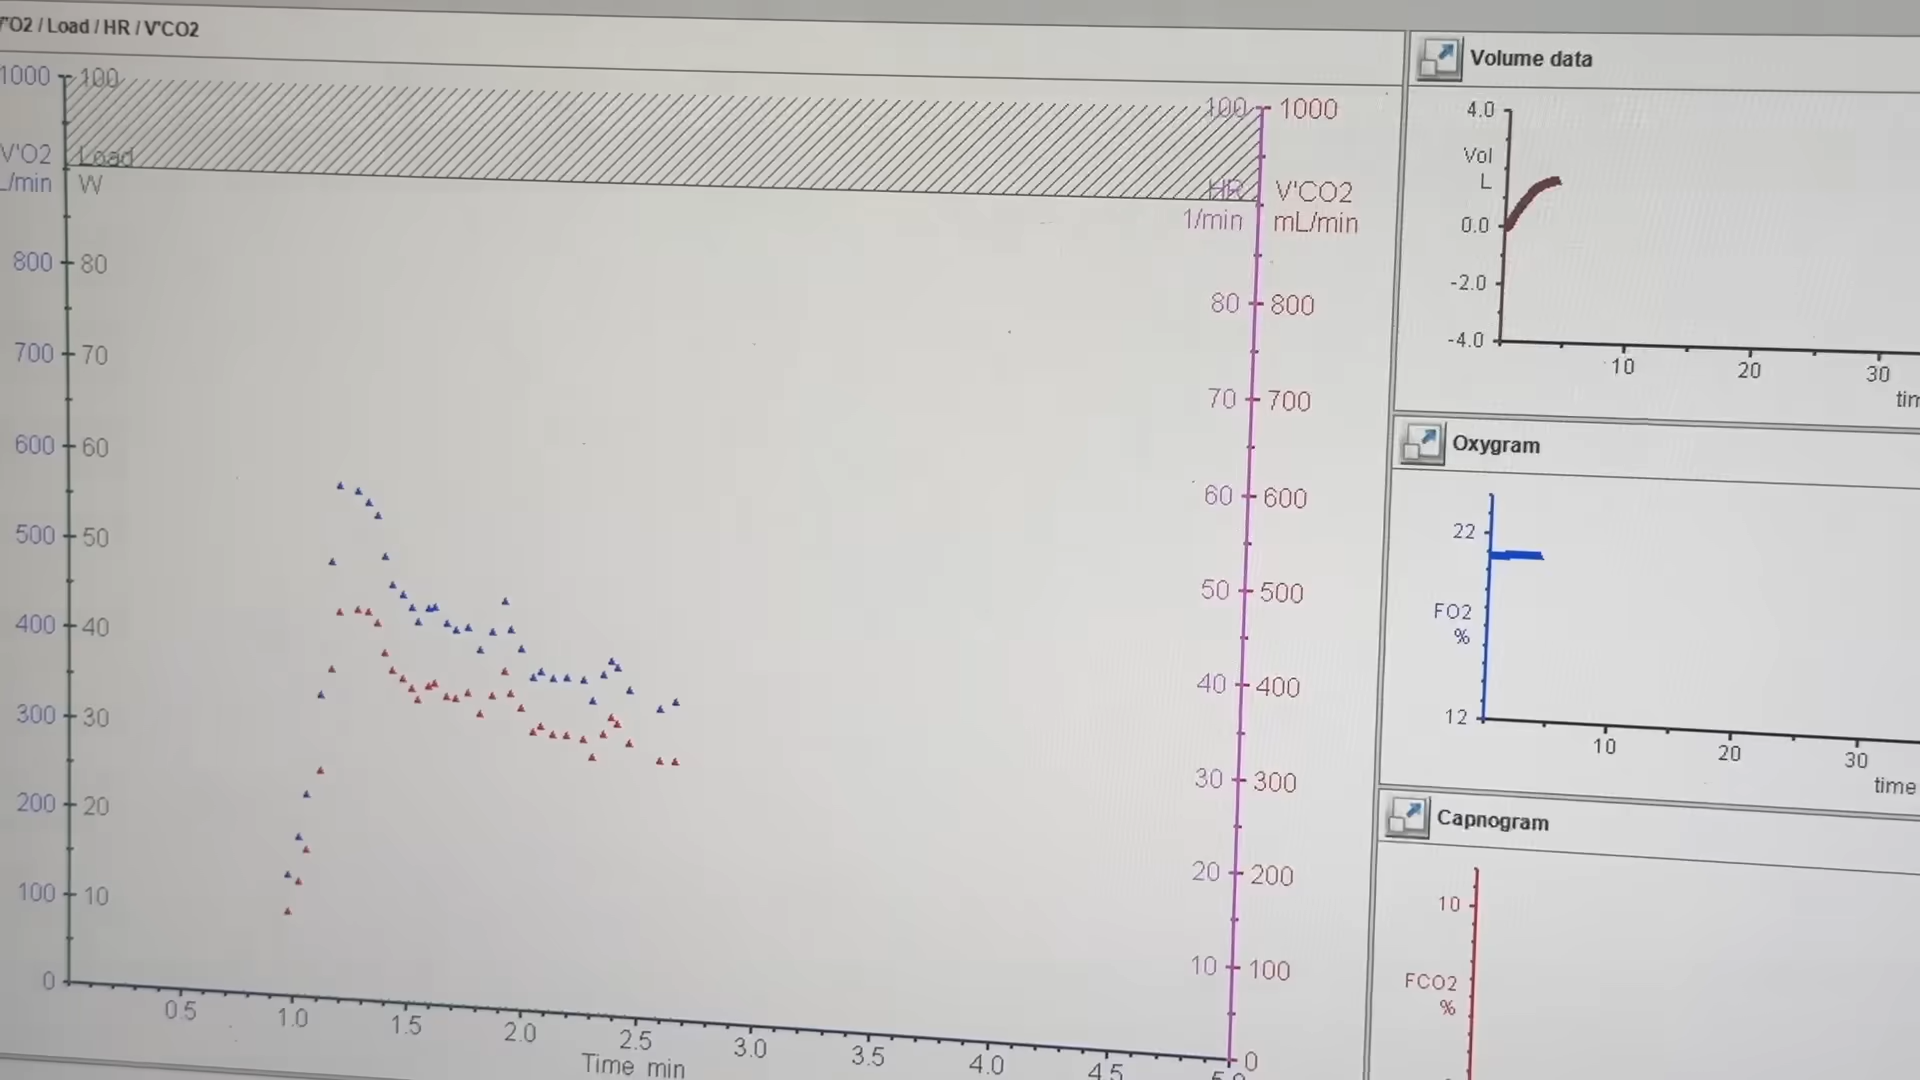 V'O2 / Load / HR / V'CO2
1000 100
V'O2 Load
L/min W
800 80
700 70
600 60
500 50
400 40
300 30
200 20
100 10
0
0.5 1.0 1.5 2.0 2.5 3.0 3.5 4.0 4.5
Time min
100 1000
HR V'CO2
1/min mL/min
80 800
70 700
60 600
50 500
40 400
30 300
20 200
10 100
0
Volume data
4.0
Vol
L
0.0
-2.0
-4.0
10 20 30
Oxygram
22
FO2
%
12
10 20 30
time
Capnogram
10
FCO2
%